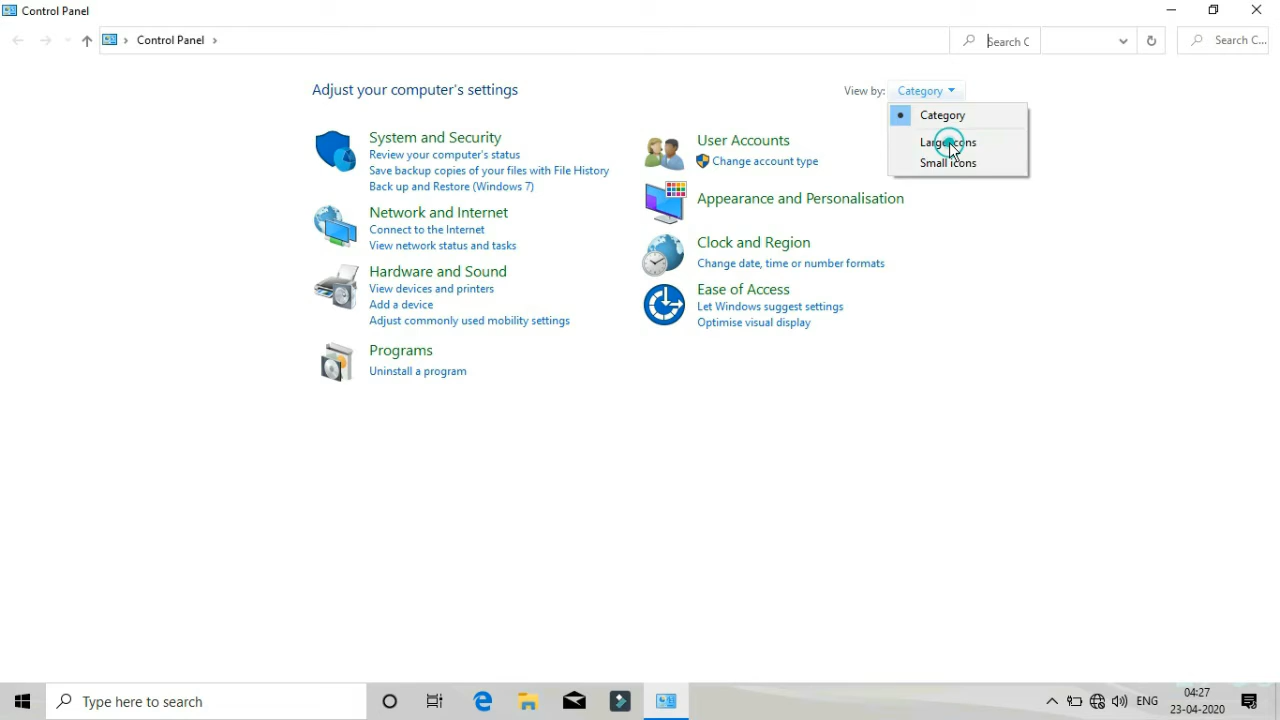 Control Panel
Control Panel
Search C
Search C...
Adjust your computer's settings
View by: Category
Category
Large icons
Small icons
System and Security
Review your computer's status
Save backup copies of your files with File History
Back up and Restore (Windows 7)
Network and Internet
Connect to the Internet
View network status and tasks
Hardware and Sound
View devices and printers
Add a device
Adjust commonly used mobility settings
Programs
Uninstall a program
User Accounts
Change account type
Appearance and Personalisation
Clock and Region
Change date, time or number formats
Ease of Access
Let Windows suggest settings
Optimise visual display
Type here to search
ENG
04:27
23-04-2020